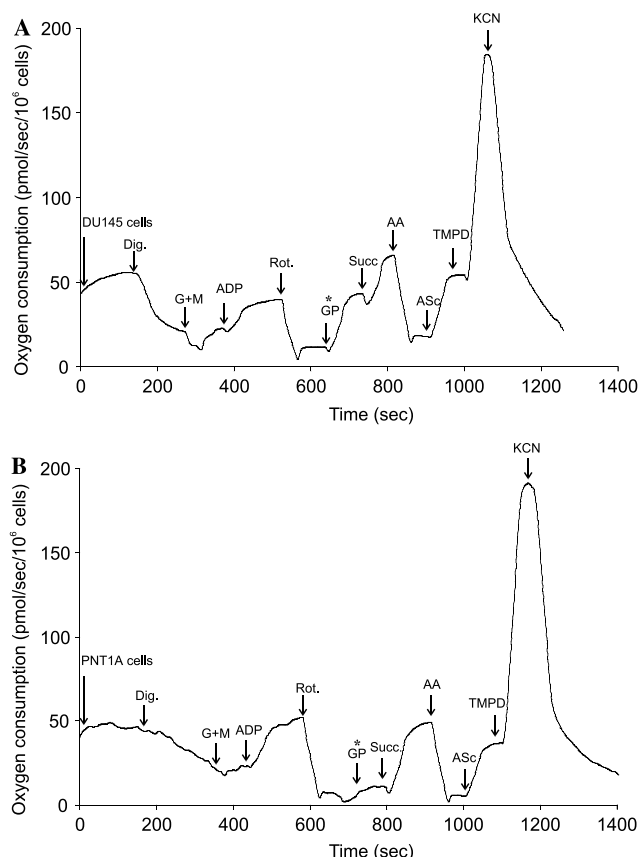 A
Oxygen consumption (pmol/sec/10⁶ cells)
200
150
100
50
0
DU145 cells
Dig.
G+M
ADP
Rot.
*
GP
Succ
AA
ASc
TMPD
KCN
0 200 400 600 800 1000 1200 1400
Time (sec)
B
Oxygen consumption (pmol/sec/10⁶ cells)
200
150
100
50
0
PNT1A cells
Dig.
G+M
ADP
Rot.
*
GP
Succ.
AA
ASc
TMPD
KCN
0 200 400 600 800 1000 1200 1400
Time (sec)